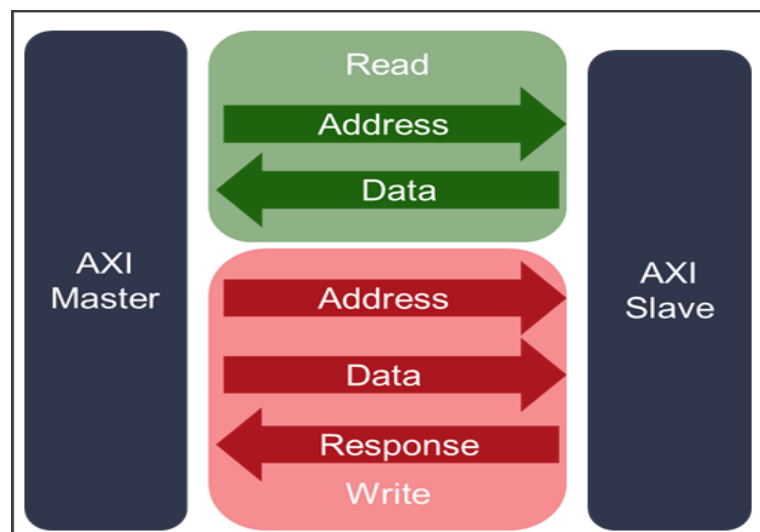 AXI
Master
Read
Address
Data
Address
Data
Response
Write
AXI
Slave